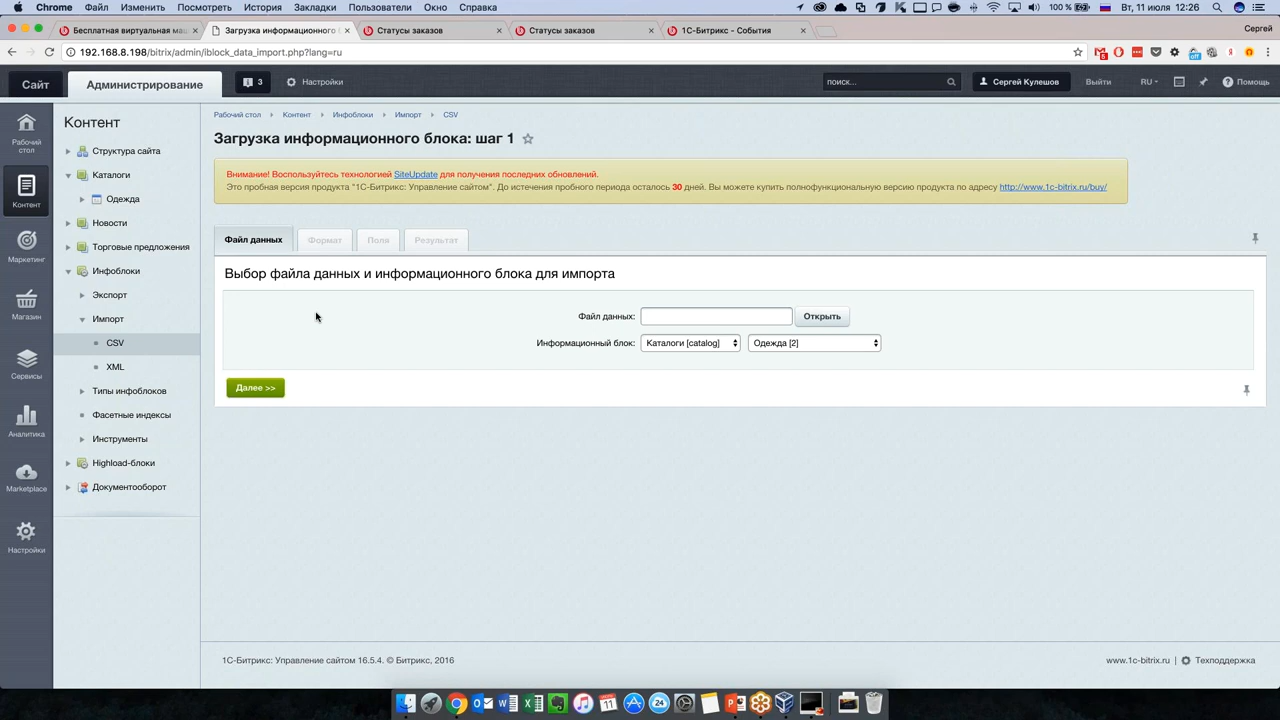 Chrome Файл Изменить Посмотреть История Закладки Пользователи Окно Справка 100 % Вт, 11 июля 12:26
Бесплатная виртуальная маш Загрузка информационного б Статусы заказов Статусы заказов 1С-Битрикс - События Сергей
192.168.8.198/bitrix/admin/iblock_data_import.php?lang=ru
Сайт Администрирование 3 Настройки поиск... Сергей Кулешов Выйти RU Помощь
Рабочий стол Контент Инфоблоки Импорт CSV
Загрузка информационного блока: шаг 1
Внимание! Воспользуйтесь технологией SiteUpdate для получения последних обновлений.
Это пробная версия продукта "1С-Битрикс: Управление сайтом". До истечения пробного периода осталось 30 дней. Вы можете купить полнофункциональную версию продукта по адресу http://www.1c-bitrix.ru/buy/
Файл данных Формат Поля Результат
Выбор файла данных и информационного блока для импорта
Файл данных: Открыть
Информационный блок: Каталоги [catalog] Одежда [2]
Далее >>
Рабочий
стол
Контент
Маркетинг
Магазин
Сервисы
Аналитика
Marketplace
Настройки
Контент
Структура сайта
Каталоги
Одежда
Новости
Торговые предложения
Инфоблоки
Экспорт
Импорт
CSV
XML
Типы инфоблоков
Фасетные индексы
Инструменты
Highload-блоки
Документооборот
1С-Битрикс: Управление сайтом 16.5.4. © Битрикс, 2016 www.1c-bitrix.ru | Техподдержка